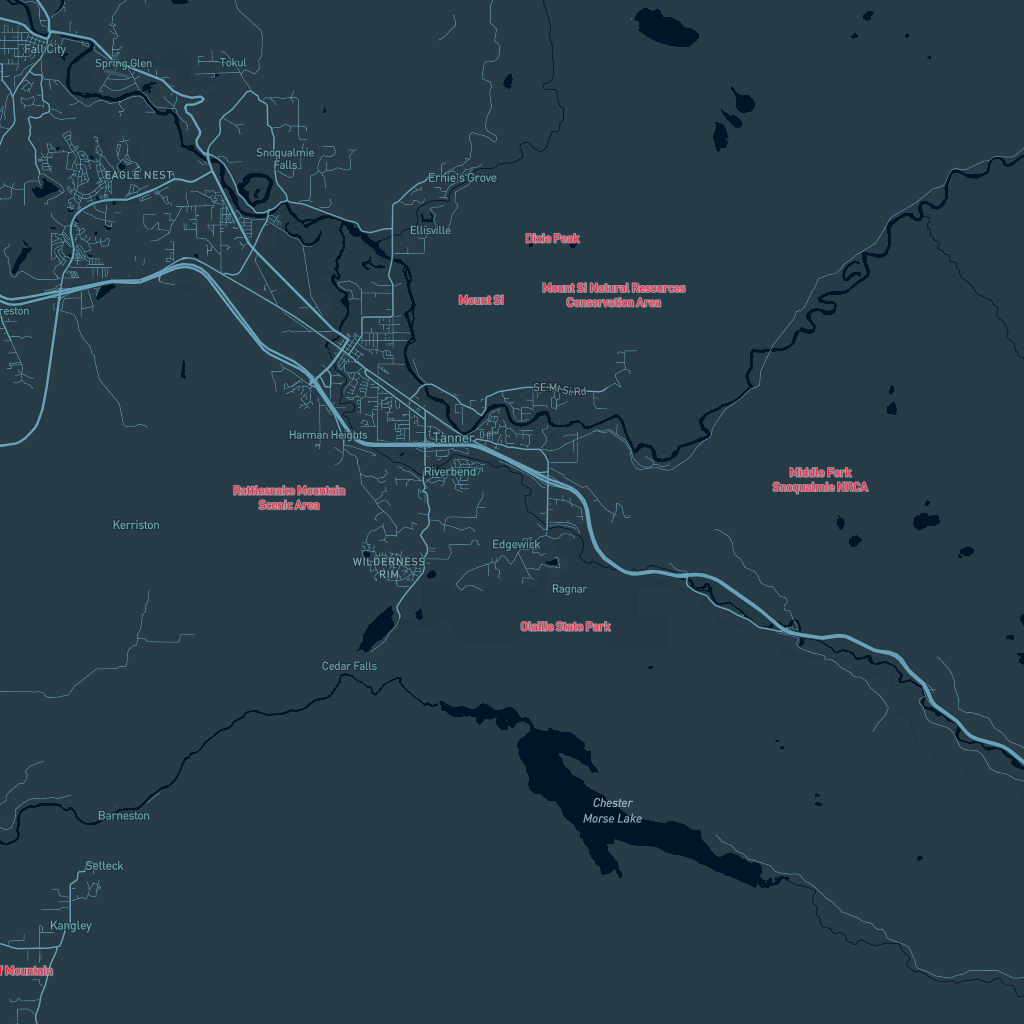 Fall City
Spring Glen
Tokul
Snoqualmie
Falls
EAGLE NEST
Ernie's Grove
Ellisville
Dixie Peak
Mount Si
Mount Si Natural Resources
Conservation Area
reston
SE Mt Si Rd
Harman Heights
Tanner
Riverbend
Middle Fork
Snoqualmie NRCA
Rattlesnake Mountain
Scenic Area
Kerriston
Edgewick
WILDERNESS
RIM
Ragnar
Olallie State Park
Cedar Falls
Chester
Morse Lake
Barneston
Selleck
Kangley
f Mountain